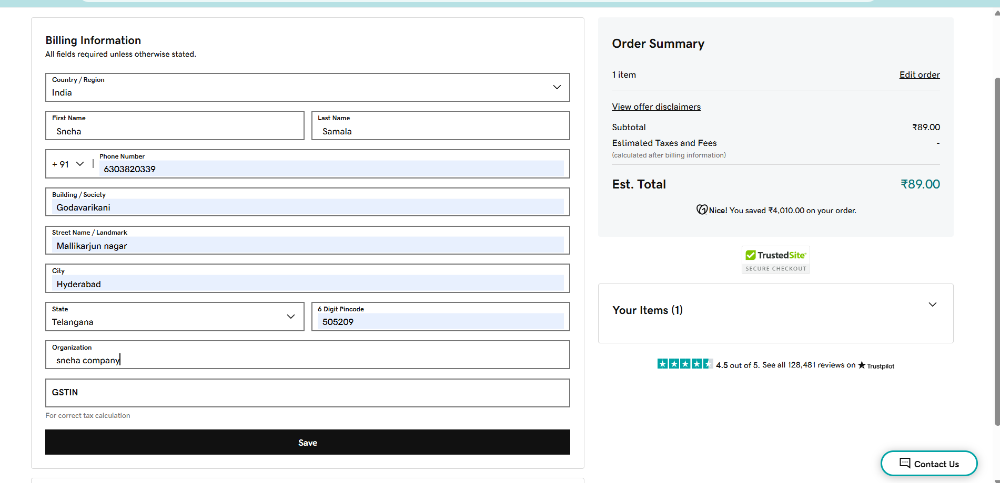 Billing Information
All fields required unless otherwise stated.
Country / Region
India
First Name
Sneha
Last Name
Samala
+ 91
Phone Number
6303820339
Building / Society
Godavarikani
Street Name / Landmark
Mallikarjun nagar
City
Hyderabad
State
Telangana
6 Digit Pincode
505209
Organization
sneha company
GSTIN
For correct tax calculation
Save
Order Summary
1 item
Edit order
View offer disclaimers
Subtotal
₹89.00
Estimated Taxes and Fees
-
(calculated after billing information)
Est. Total
₹89.00
Nice! You saved ₹4,010.00 on your order.
TrustedSite
SECURE CHECKOUT
Your Items (1)
4.5 out of 5. See all 128,481 reviews on Trustpilot
Contact Us